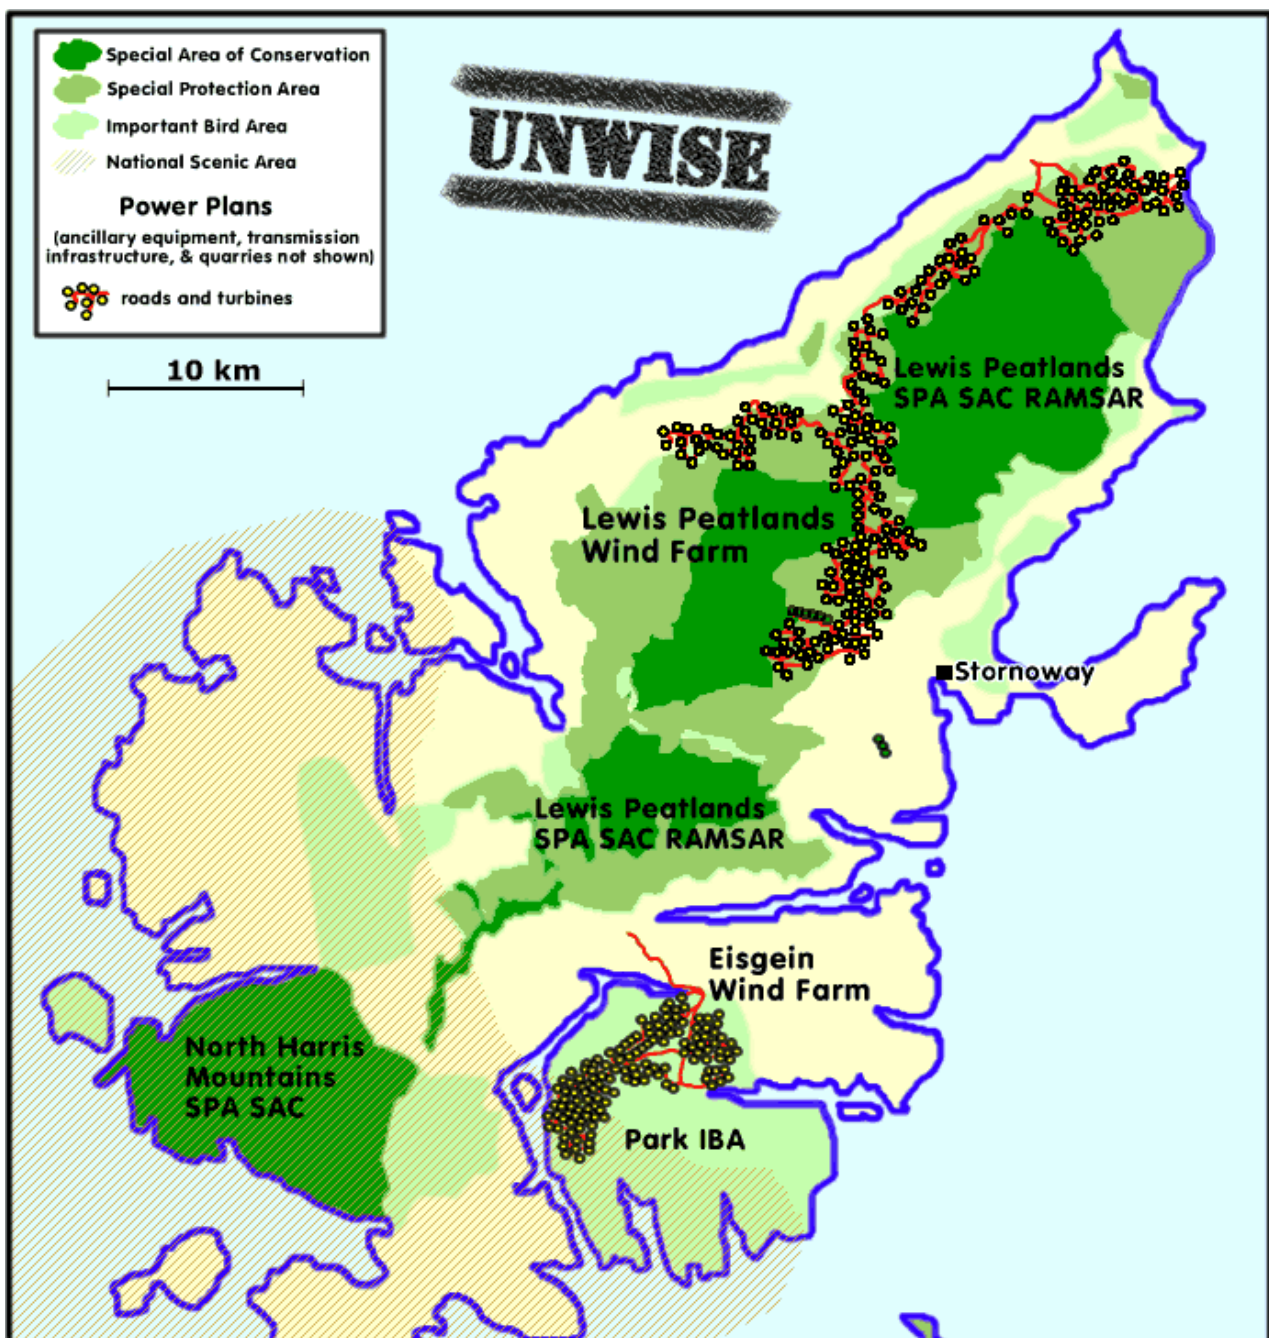 Special Area of Conservation
Special Protection Area
Important Bird Area
National Scenic Area
Power Plans
(ancillary equipment, transmission
infrastructure, & quarries not shown)
roads and turbines
10 km
UNWISE
Lewis Peatlands
SPA SAC RAMSAR
Lewis Peatlands
Wind Farm
Stornoway
Lewis Peatlands
SPA SAC RAMSAR
Eisgein
Wind Farm
North Harris
Mountains
SPA SAC
Park IBA